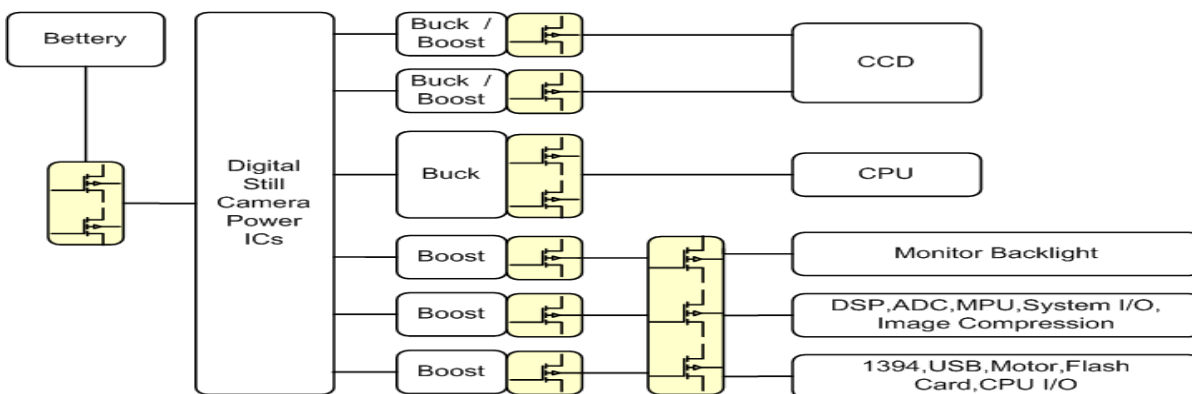 Bettery
Digital
Still
Camera
Power
ICs
Buck /
Boost
Buck /
Boost
Buck
Boost
Boost
Boost
CCD
CPU
Monitor Backlight
DSP,ADC,MPU,System I/O,
Image Compression
1394,USB,Motor,Flash
Card,CPU I/O